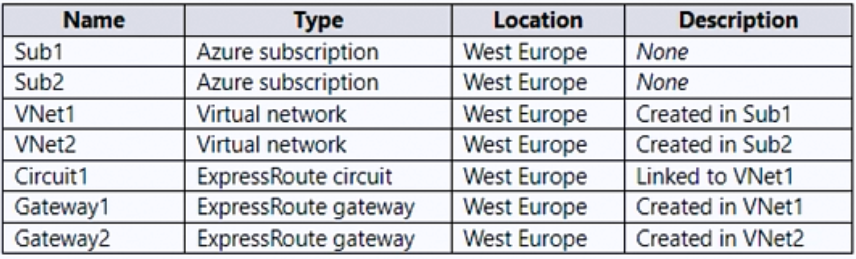 Name Type Location Description
Sub1 Azure subscription West Europe None
Sub2 Azure subscription West Europe None
VNet1 Virtual network West Europe Created in Sub1
VNet2 Virtual network West Europe Created in Sub2
Circuit1 ExpressRoute circuit West Europe Linked to VNet1
Gateway1 ExpressRoute gateway West Europe Created in VNet1
Gateway2 ExpressRoute gateway West Europe Created in VNet2